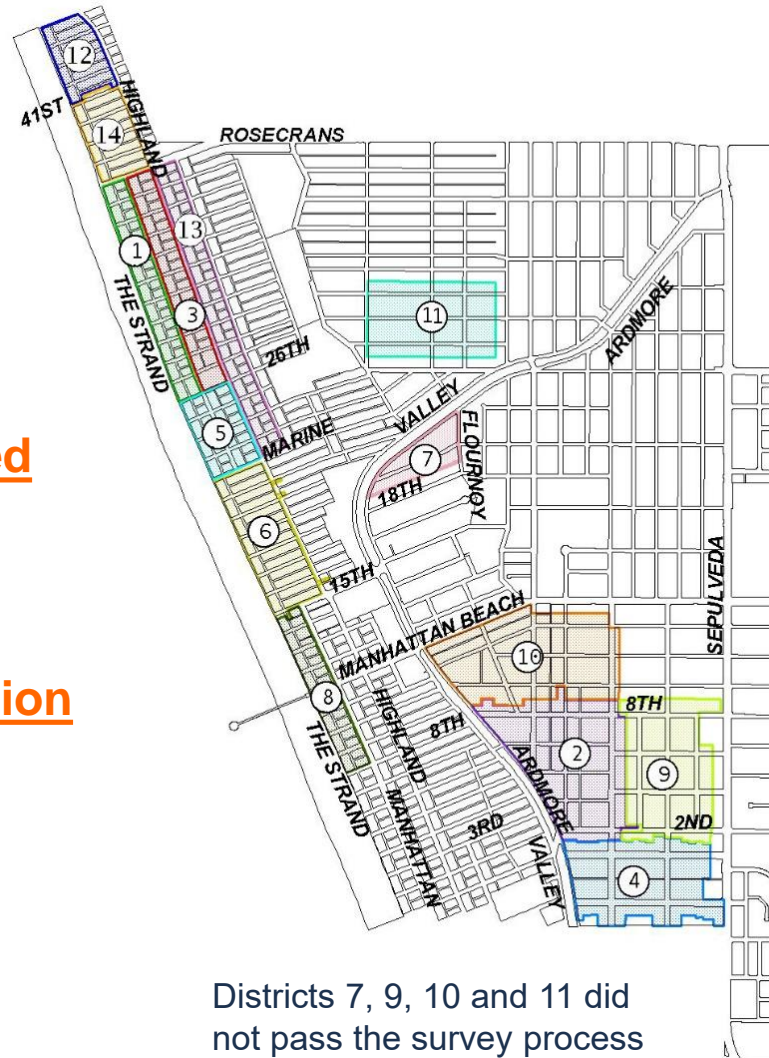 12
41ST
HIGHLAND
14
ROSECRANS
1
13
3
THE STRAND
11
26TH
ARDMORE
5
MARINE
VALLEY
FLOURNOY
7
18TH
6
15TH
SEPULVEDA
MANHATTAN BEACH
10
8
HIGHLAND
8TH
8TH
THE STRAND
ARDMORE
2
9
MANHATTAN
3RD
2ND
VALLEY
4
ed
ion
Districts 7, 9, 10 and 11 did
not pass the survey process